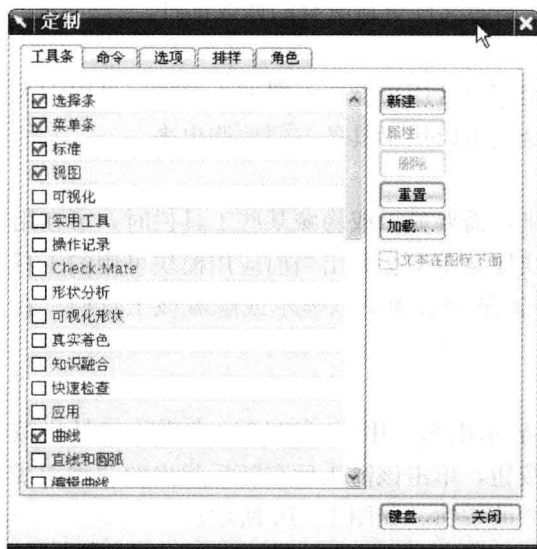 定制
工具条 命令 选项 排样 角色
选择条
菜单条
标准
视图
可视化
实用工具
操作记录
Check-Mate
形状分析
可视化形状
真实着色
知识融合
快速检查
应用
曲线
直线和圆弧
编辑曲线
新建
属性
删除
重置
加载
文本在图标下面
键盘 关闭